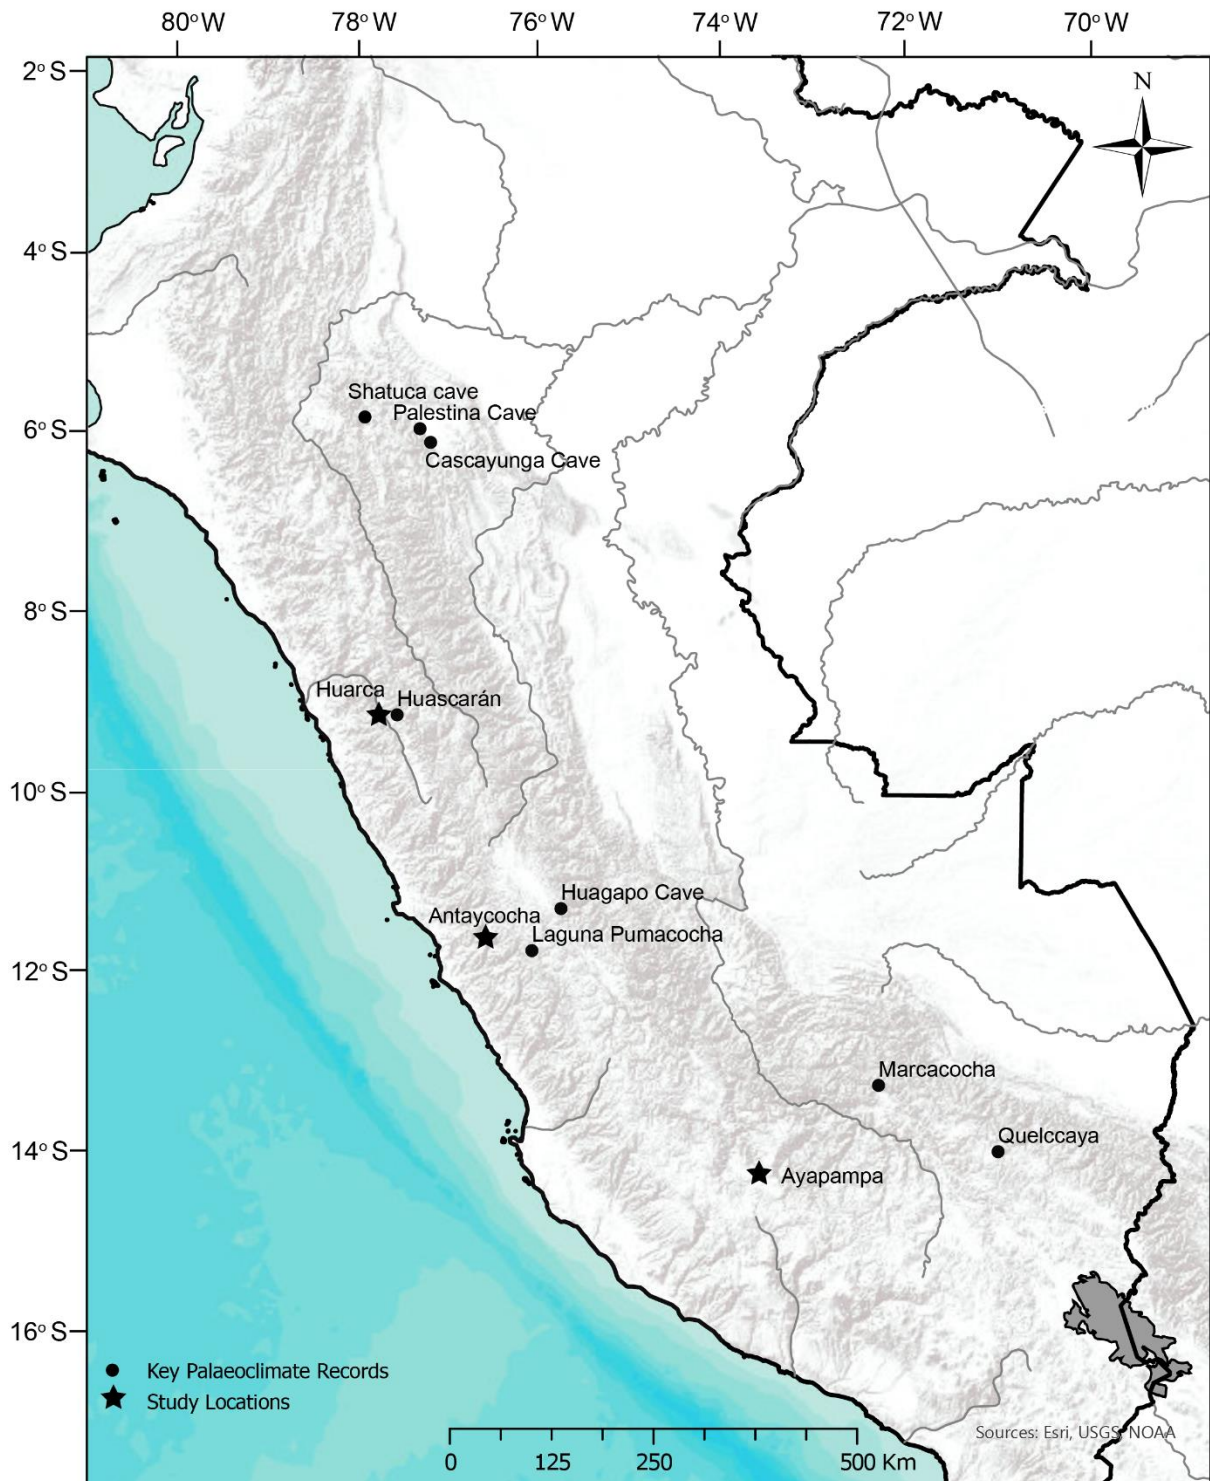 80°W 78°W 76°W 74°W 72°W 70°W
2°S
N
4°S
Shatuca cave
Palestina Cave
6°S
Cascayunga Cave
8°S
Huarca
Huascarán
10°S
Huagapo Cave
Antaycocha
Laguna Pumacocha
12°S
Marcacocha
Quelccaya
14°S
Ayapampa
16°S
Key Palaeoclimate Records
Study Locations
Sources: Esri, USGS, NOAA
0 125 250 500 Km